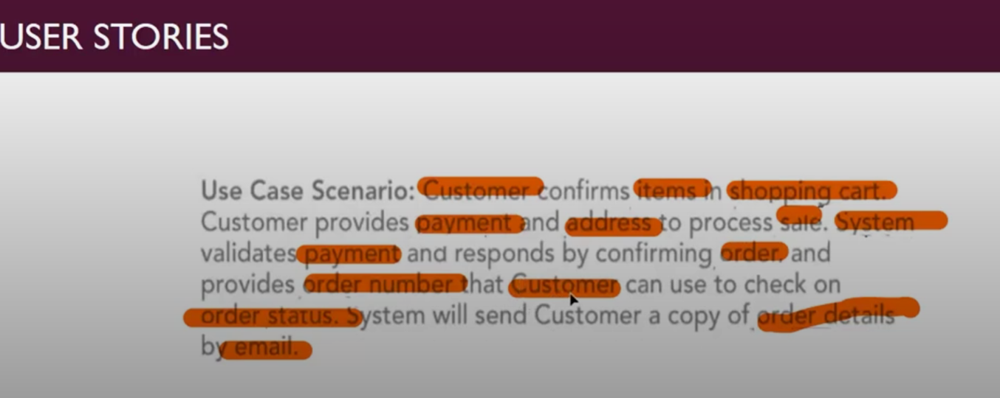 USER STORIES
Use Case Scenario: Customer confirms items in shopping cart.
Customer provides payment and address to process sale. System
validates payment and responds by confirming order, and
provides order number that Customer can use to check on
order status. System will send Customer a copy of order details
by email.